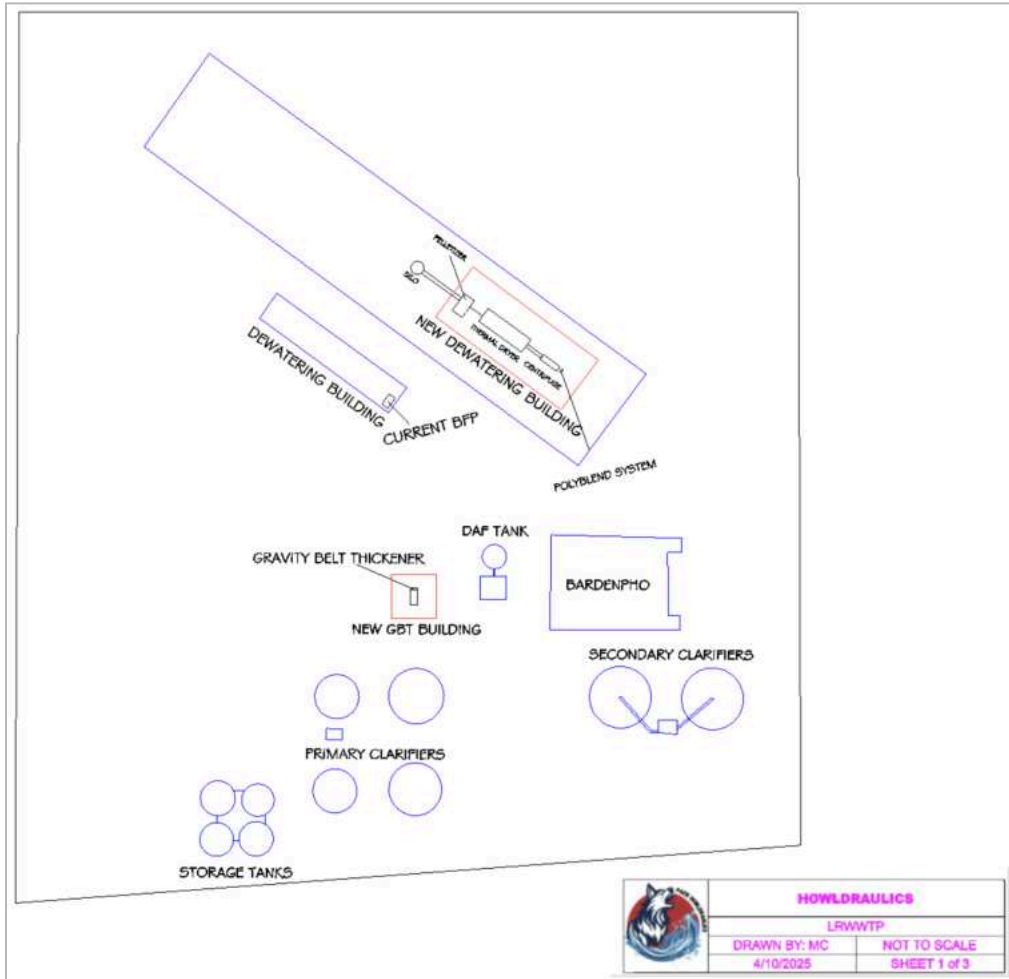 PELLETIZER
SILO
THERMAL DRYER
CENTRIFUGE
NEW DEWATERING BUILDING
DEWATERING BUILDING
CURRENT BFP
POLYBLEND SYSTEM
DAF TANK
GRAVITY BELT THICKENER
BARDENPHO
NEW GBT BUILDING
SECONDARY CLARIFIERS
PRIMARY CLARIFIERS
STORAGE TANKS
HOWLDRAULICS
LRWWTP
DRAWN BY: MC
NOT TO SCALE
4/10/2025
SHEET 1 of 3